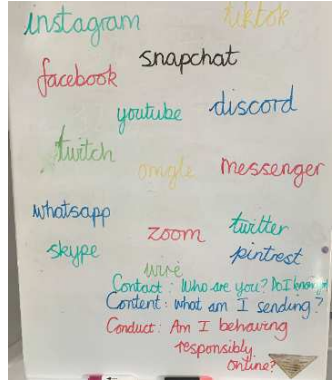 instagram
tiktok
snapchat
facebook
youtube
discord
twitch
omgle
messenger
whatsapp
zoom
twitter
skype
pintrest
wire
Contact : Who are you? Do I know
Content : what am I sending?
Conduct : Am I behaving
responsibly
online?